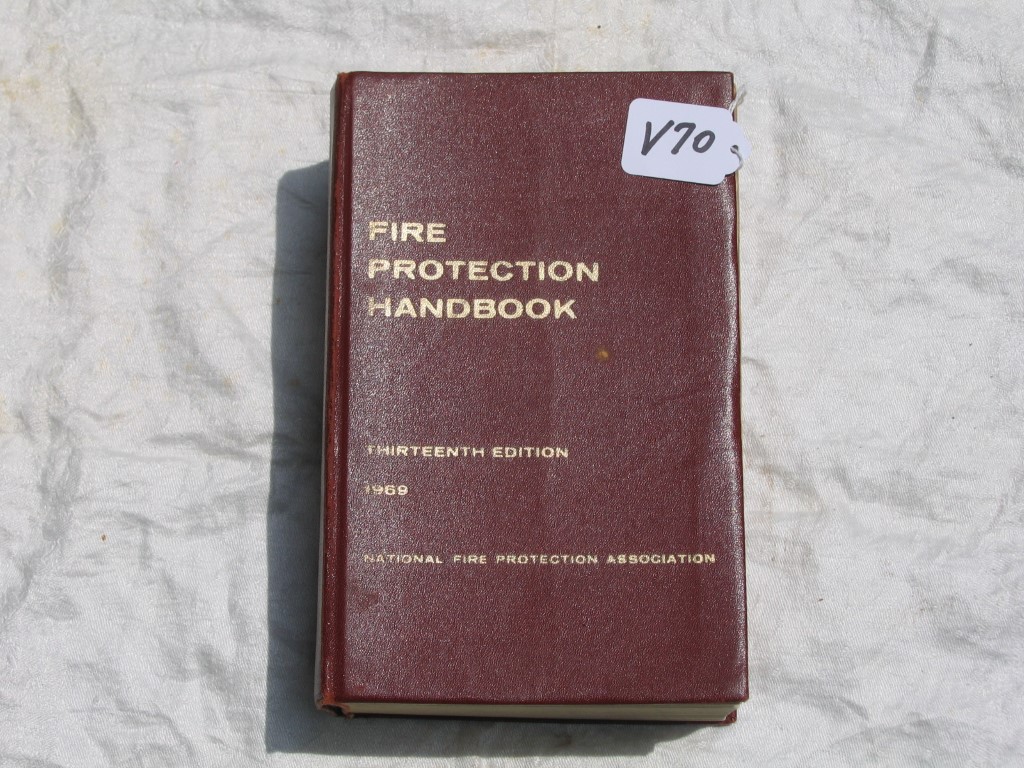 V70
FIRE
PROTECTION
HANDBOOK
THIRTEENTH EDITION
1969
NATIONAL FIRE PROTECTION ASSOCIATION